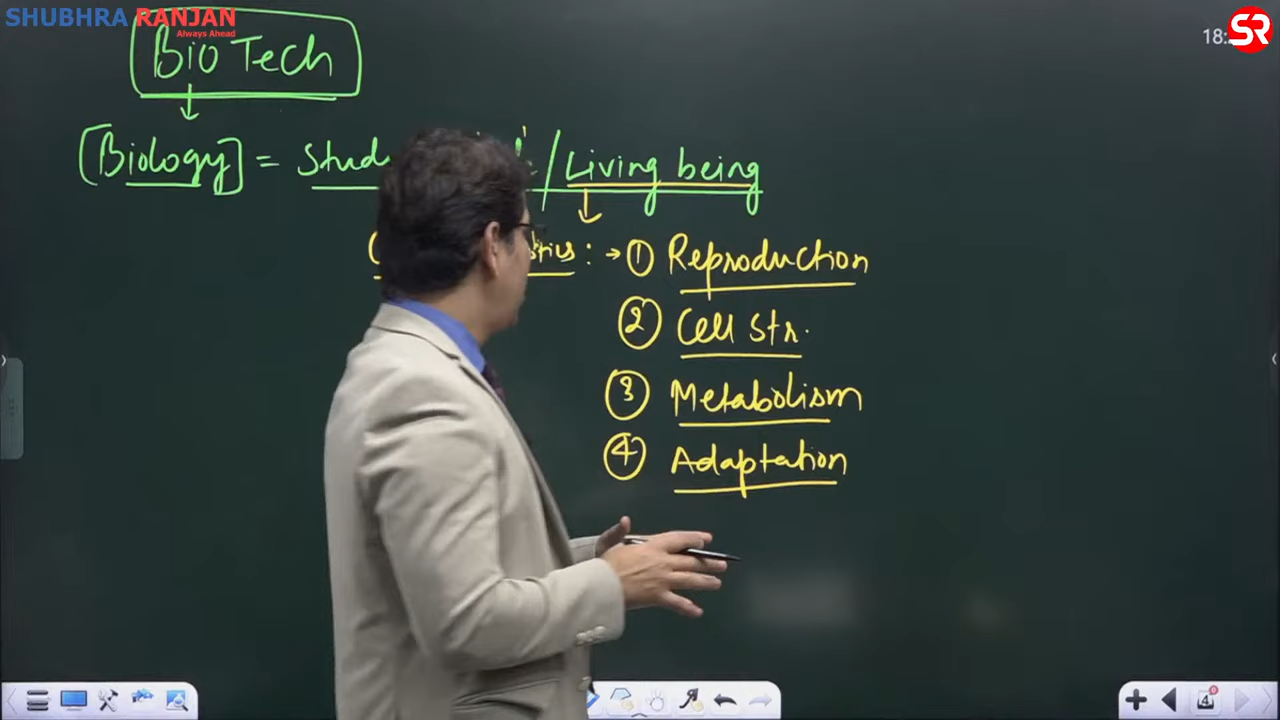 SHUBHRA RANJAN
Always Ahead
SR
18:
Bio Tech
[Biology] = Stud / Living being
: → ① Reproduction
② Cell Str.
③ Metabolism
④ Adaptation
4